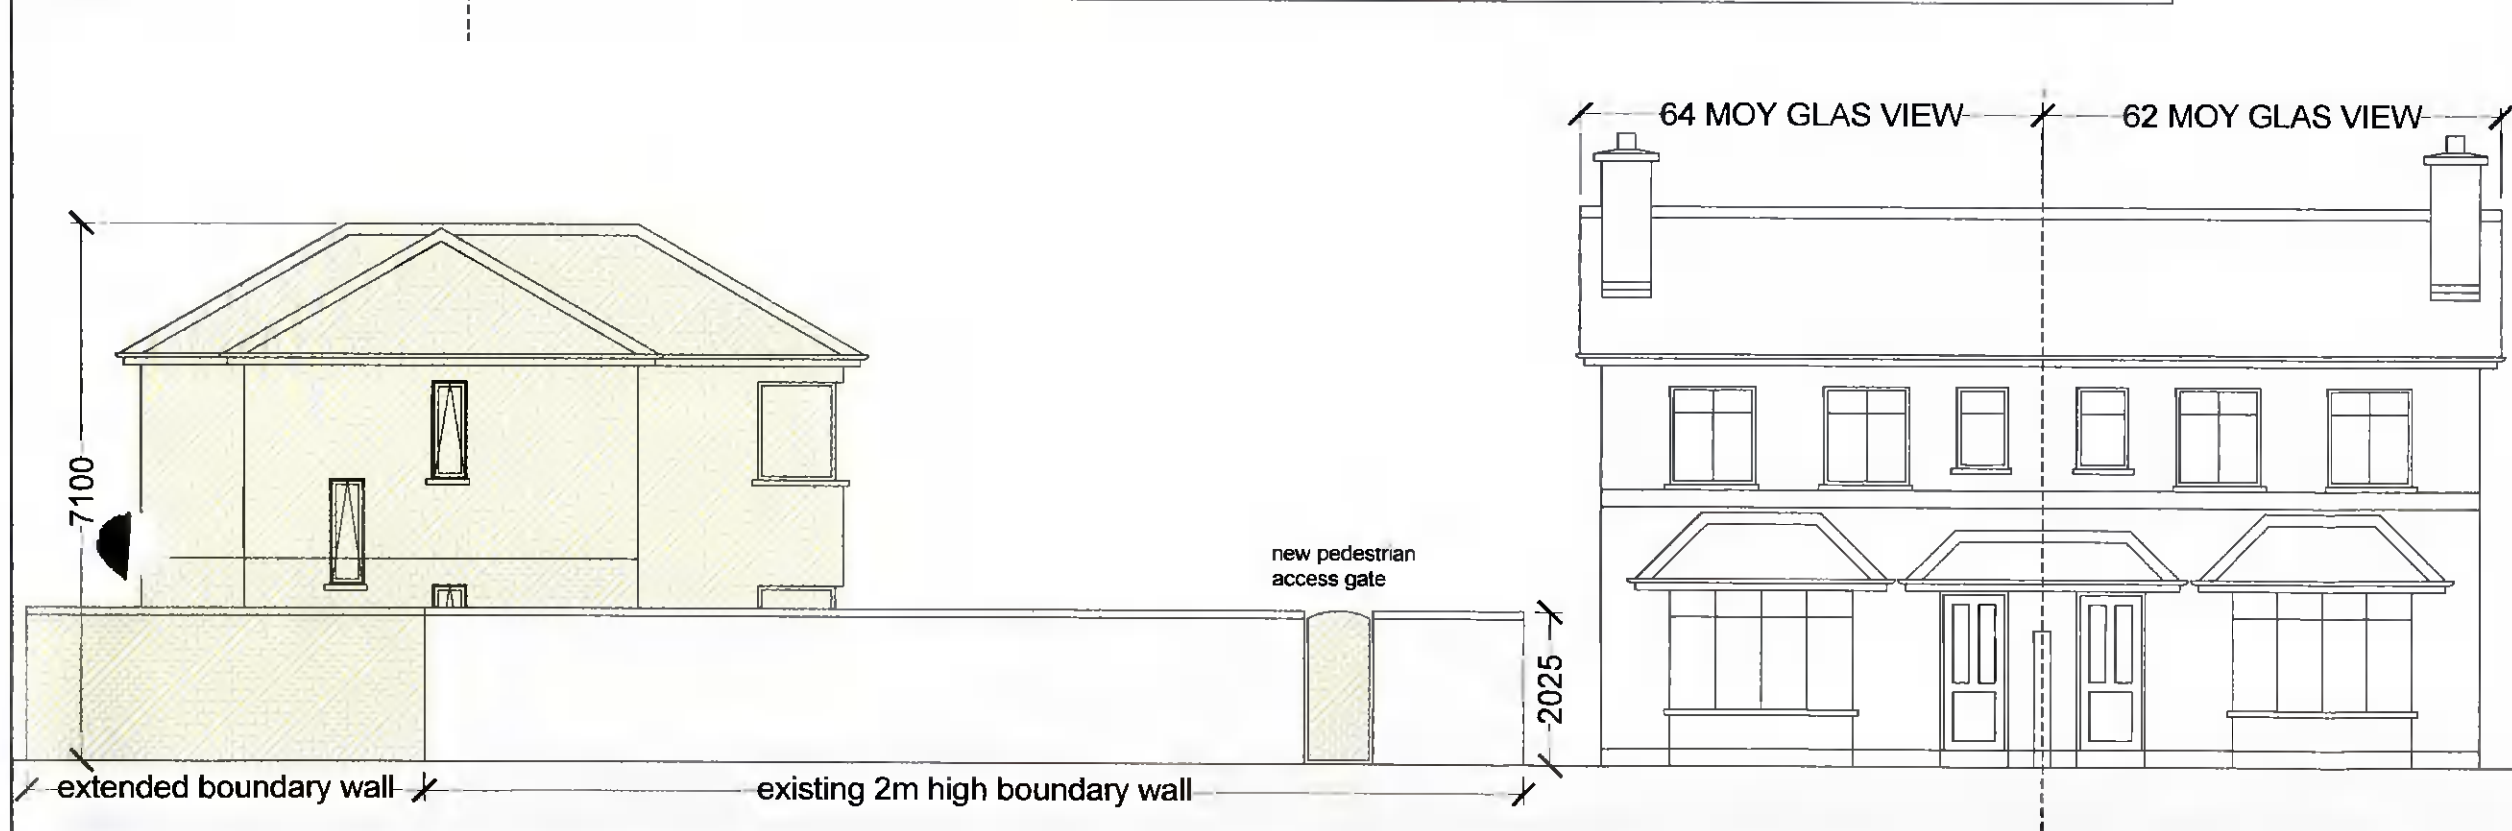 64 MOY GLAS VIEW
62 MOY GLAS VIEW
7100
new pedestrian
access gate
2025
extended boundary wall
existing 2m high boundary wall